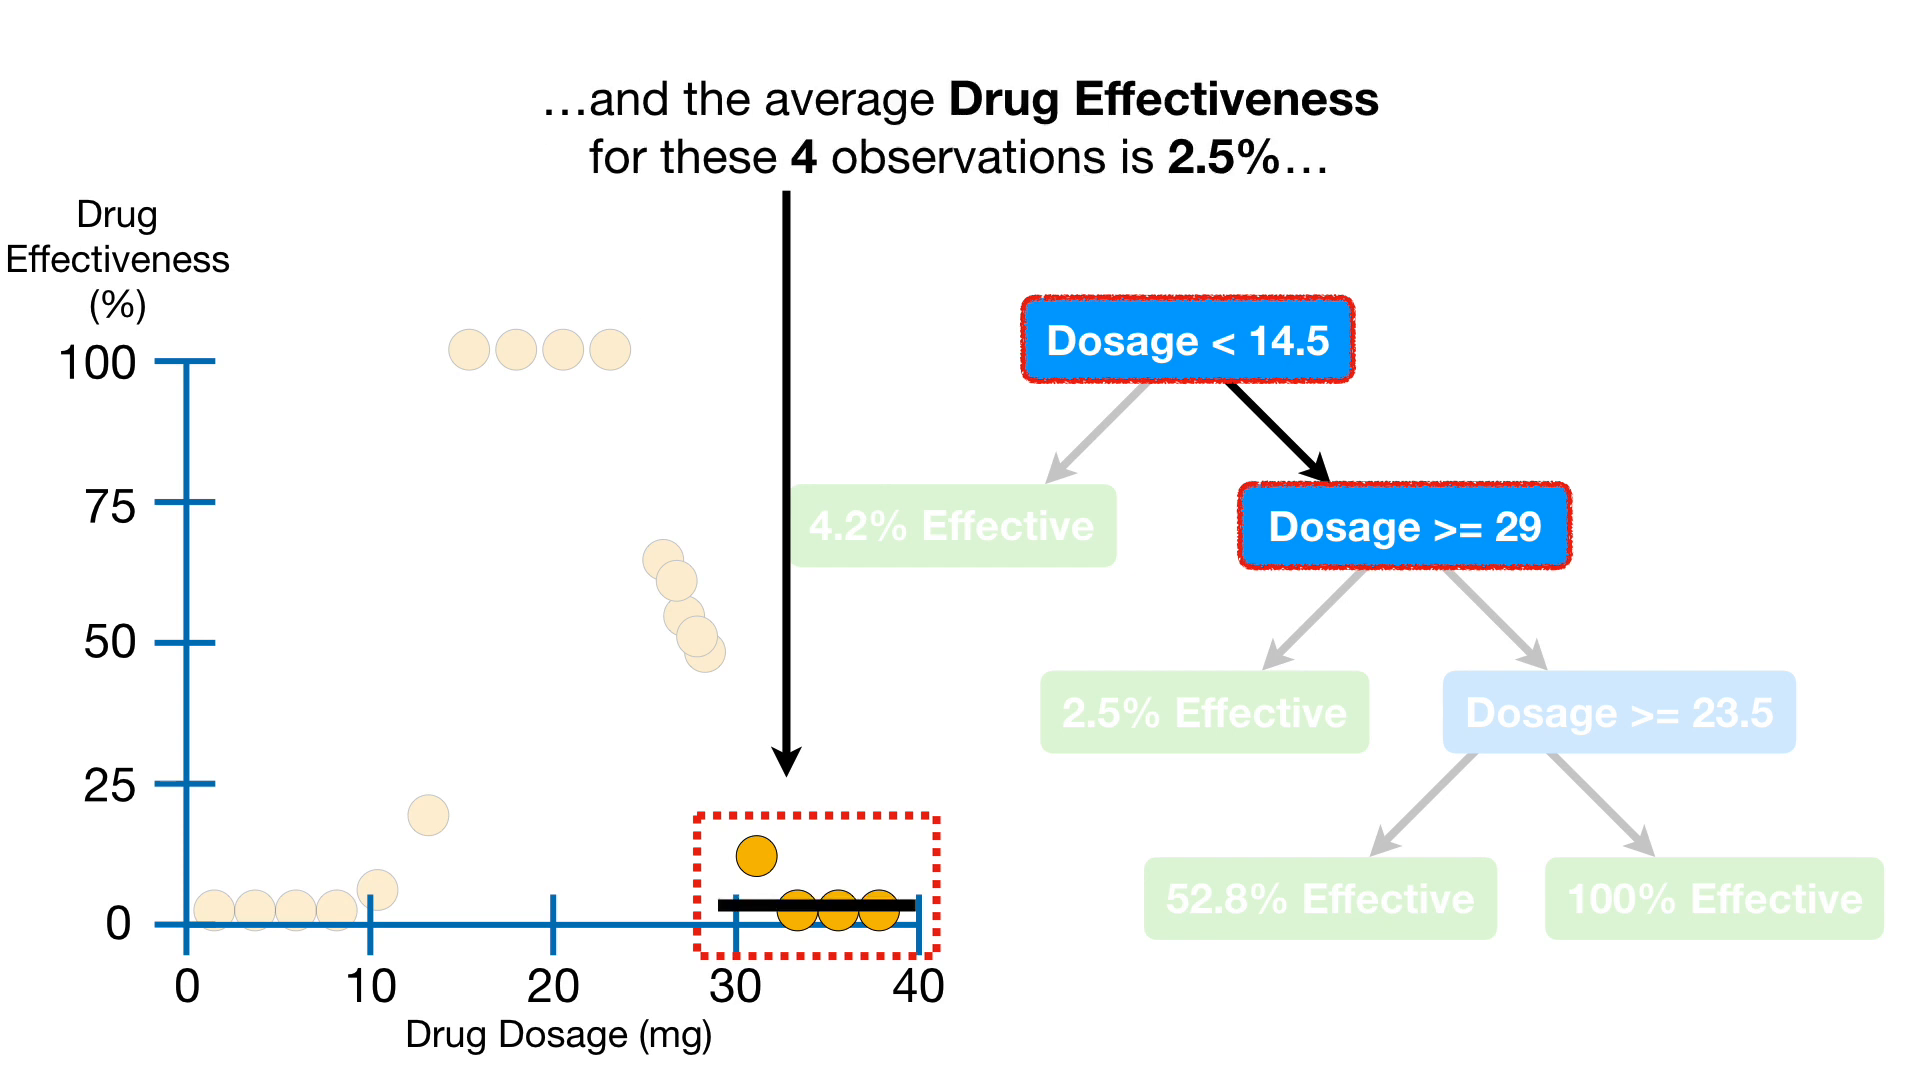 …and the average Drug Effectiveness
for these 4 observations is 2.5%…
Drug
Effectiveness
(%)
100
75
50
25
0
0 10 20 30 40
Drug Dosage (mg)
Dosage < 14.5
4.2% Effective
Dosage >= 29
2.5% Effective
Dosage >= 23.5
52.8% Effective
100% Effective